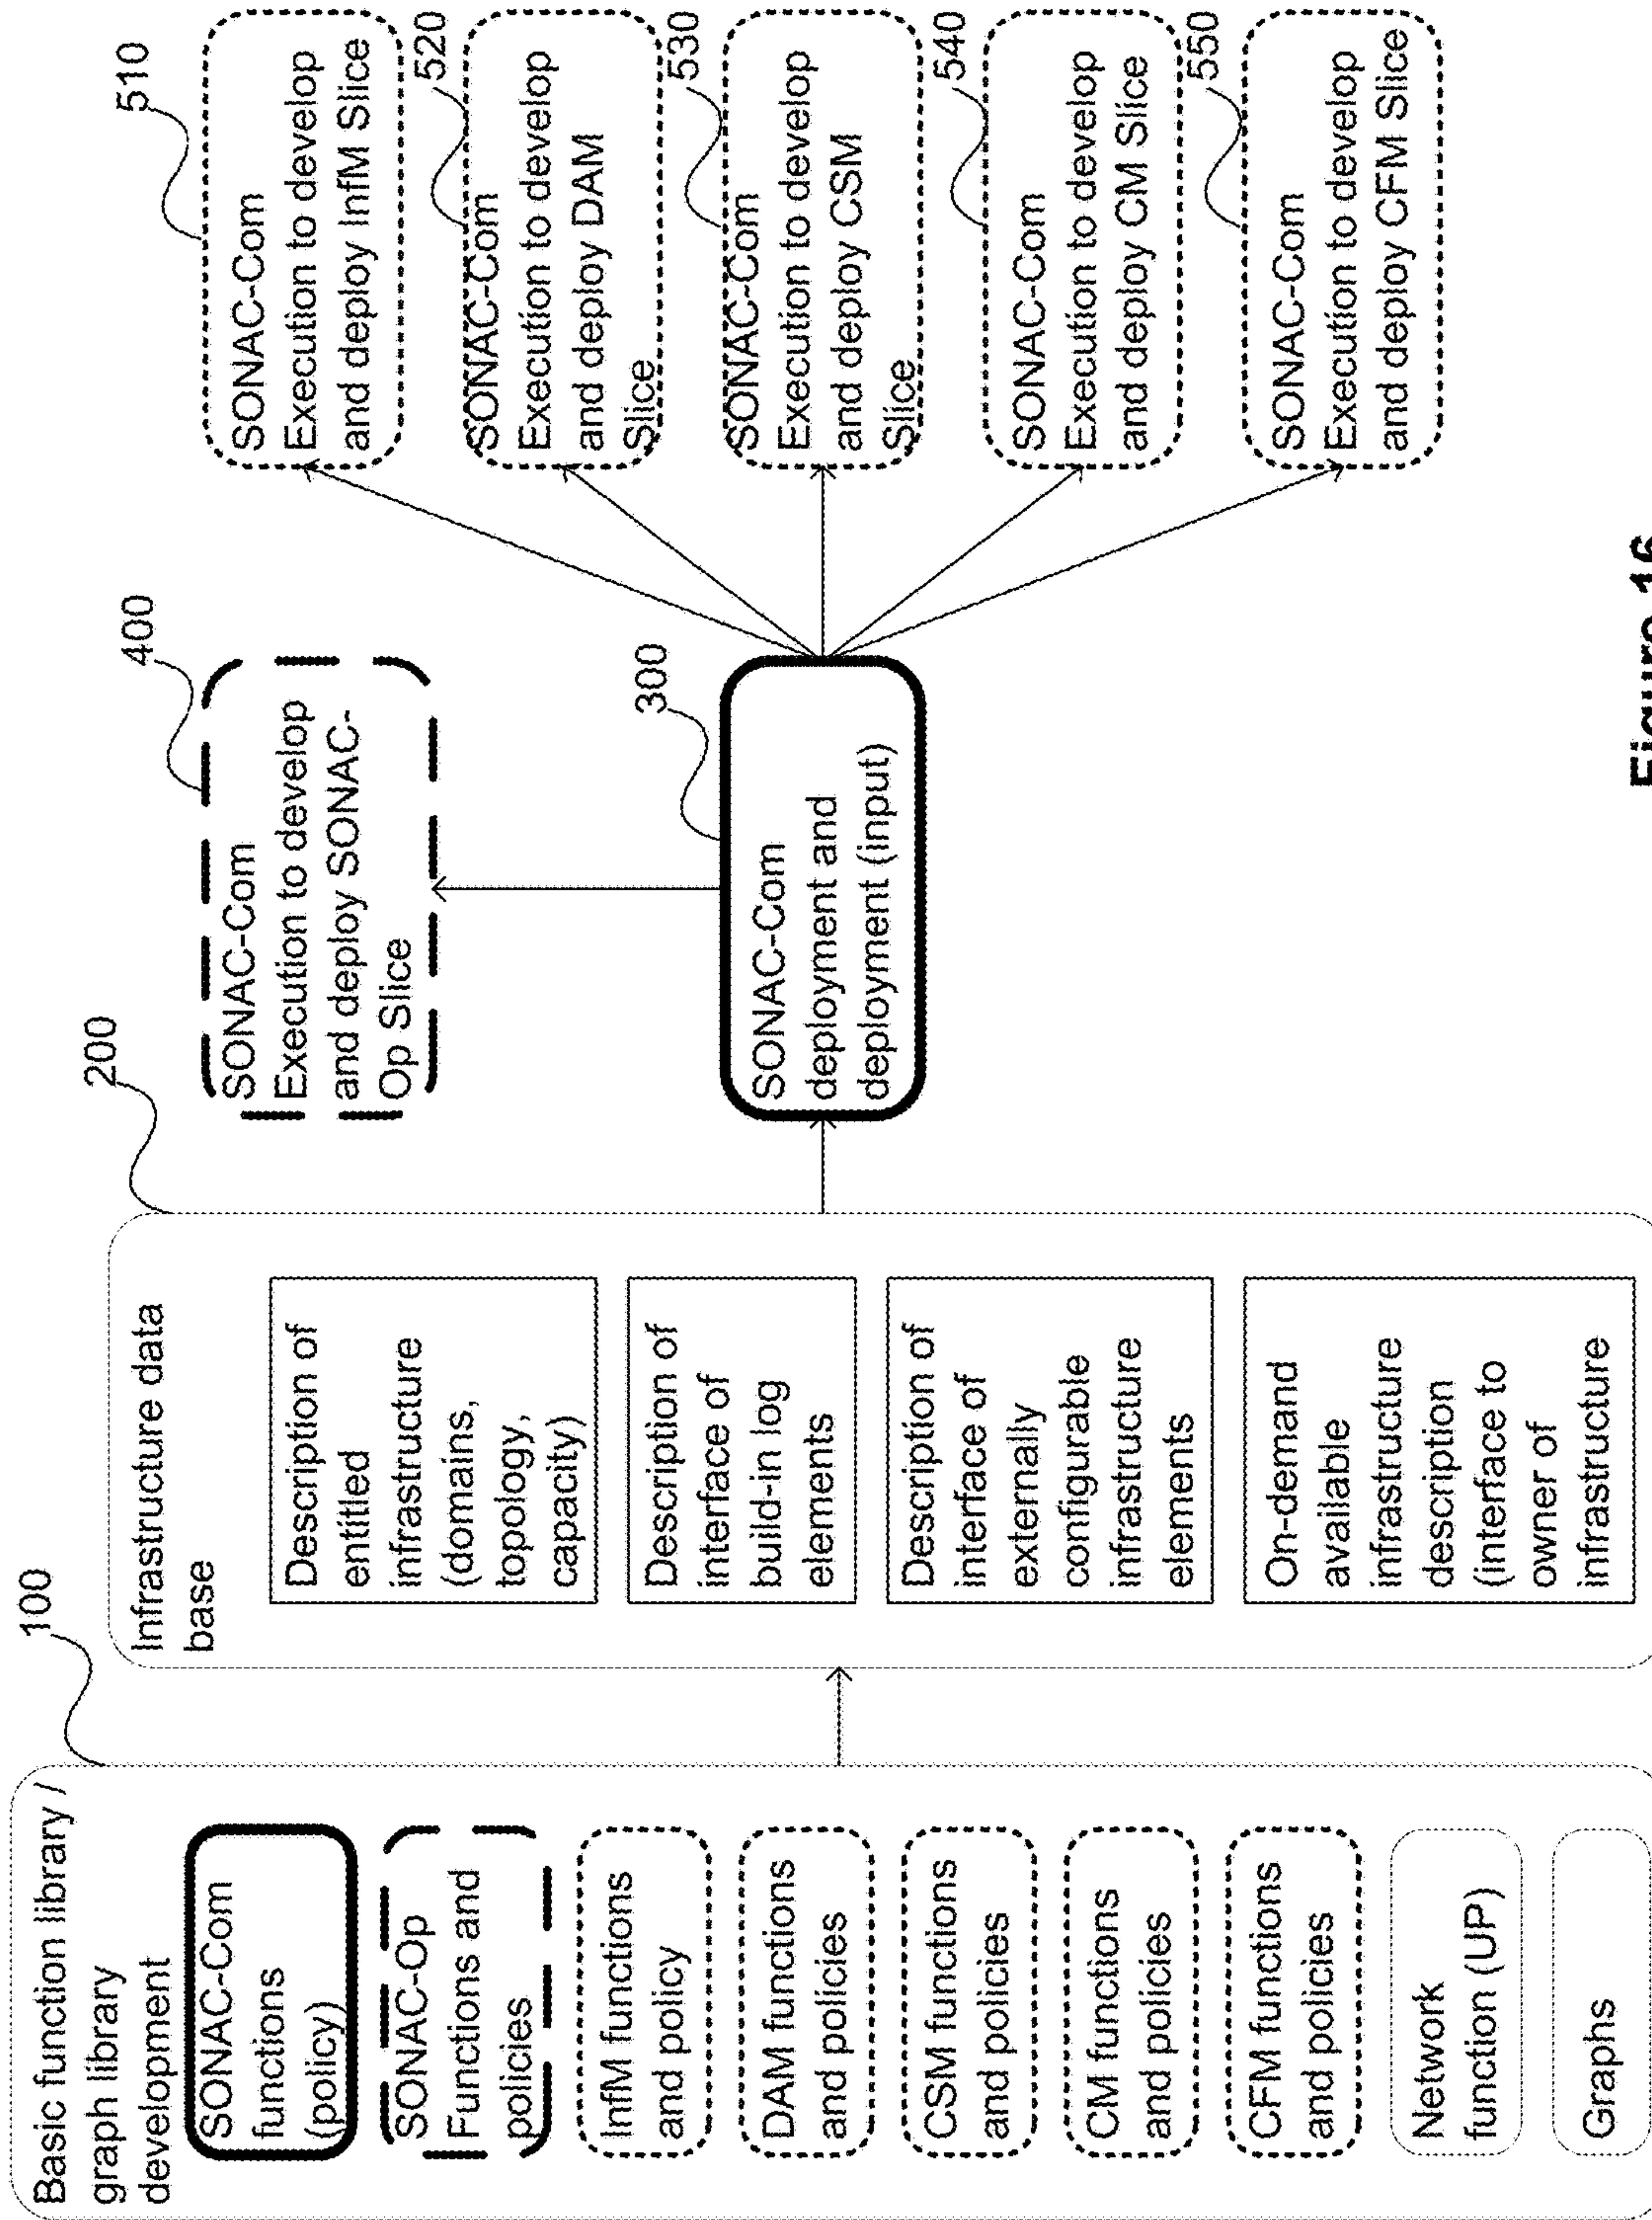 100
Basic function library /
graph library
development
SONAC-Com
functions
(policy)
SONAC-Op
Functions and
policies
InfM functions
and policy
DAM functions
and policies
CSM functions
and policies
CM functions
and policies
CFM functions
and policies
Network
function (UP)
Graphs
200
Infrastructure data
base
Description of
entitled
infrastructure
(domains,
topology,
capacity)
Description of
interface of
build-in log
elements
Description of
interface of
externally
configurable
infrastructure
elements
On-demand
available
infrastructure
description
(interface to
owner of
infrastructure
400
SONAC-Com
Execution to develop
and deploy SONAC-
Op Slice
300
SONAC-Com
deployment and
deployment (input)
510
SONAC-Com
Execution to develop
and deploy InfM Slice
520
SONAC-Com
Execution to develop
and deploy DAM
Slice
530
SONAC-Com
Execution to develop
and deploy CSM
Slice
540
SONAC-Com
Execution to develop
and deploy CM Slice
550
SONAC-Com
Execution to develop
and deploy CFM Slice
Figure 16